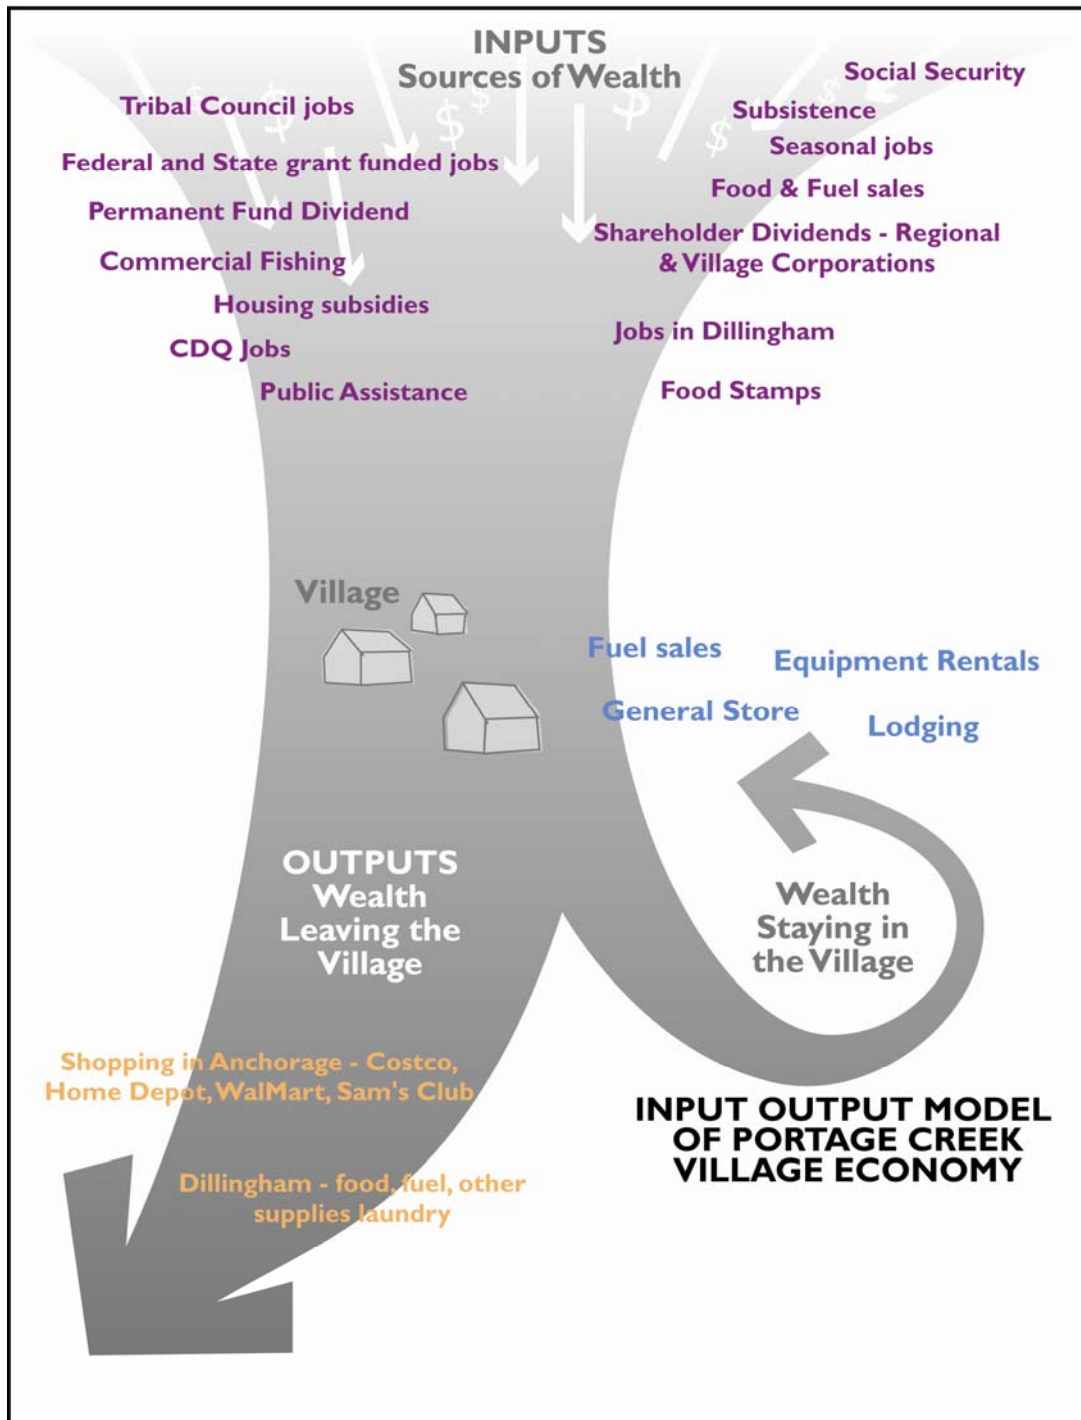 INPUTS
Sources of Wealth
Social Security
Tribal Council jobs
Subsistence
Seasonal jobs
Federal and State grant funded jobs
Food & Fuel sales
Permanent Fund Dividend
Shareholder Dividends - Regional
& Village Corporations
Commercial Fishing
Housing subsidies
Jobs in Dillingham
CDQ Jobs
Public Assistance
Food Stamps
Village
Fuel sales
Equipment Rentals
General Store
Lodging
OUTPUTS
Wealth
Leaving the
Village
Wealth
Staying in
the Village
Shopping in Anchorage - Costco,
Home Depot, WalMart, Sam's Club
INPUT OUTPUT MODEL
OF PORTAGE CREEK
VILLAGE ECONOMY
Dillingham - food, fuel, other
supplies laundry